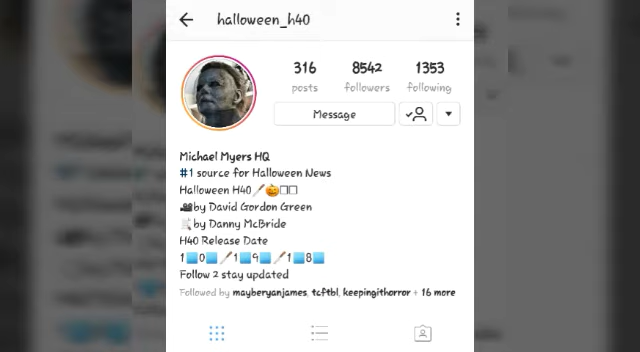 halloween_h40
316 8542 1353
posts followers following
Message
Michael Myers HQ
#1 source for Halloween News
Halloween H40🔪🎃□□
🎥by David Gordon Green
📝by Danny McBride
H40 Release Date
1🟦0🟦🔪1🟦9🟦🔪1🟦8🟦
Follow 2 stay updated
Followed by mayberyanjames, tcftbl, keepingithorror + 16 more